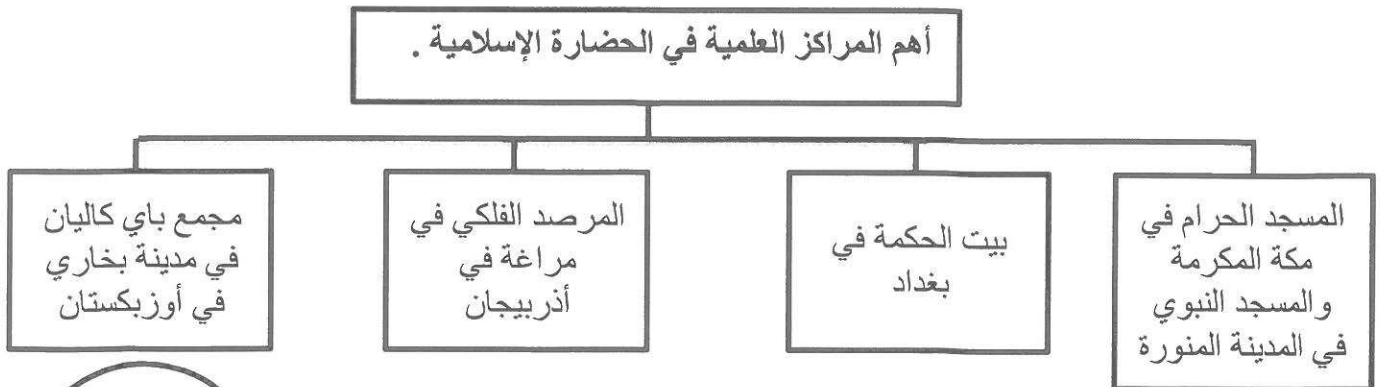 أهم المراكز العلمية في الحضارة الإسلامية .
المسجد الحرام في
مكة المكرمة
والمسجد النبوي
في المدينة المنورة
بيت الحكمة في
بغداد
المرصد الفلكي في
مراغة في
أذربيجان
مجمع باي كاليان
في مدينة بخاري
في أوزبكستان